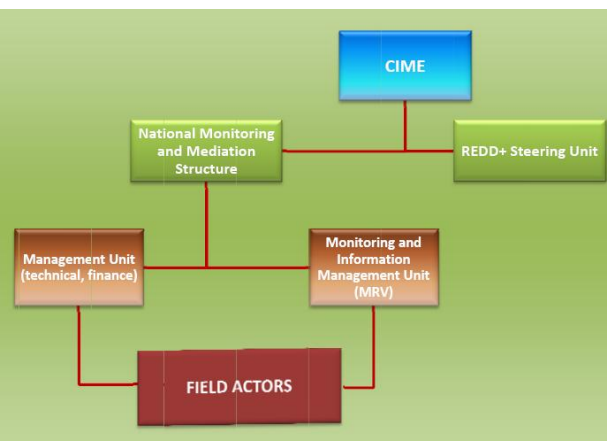 CIME
National Monitoring
and Mediation
Structure
REDD+ Steering Unit
Management Unit
(technical, finance)
Monitoring and
Information
Management Unit
(MRV)
FIELD ACTORS